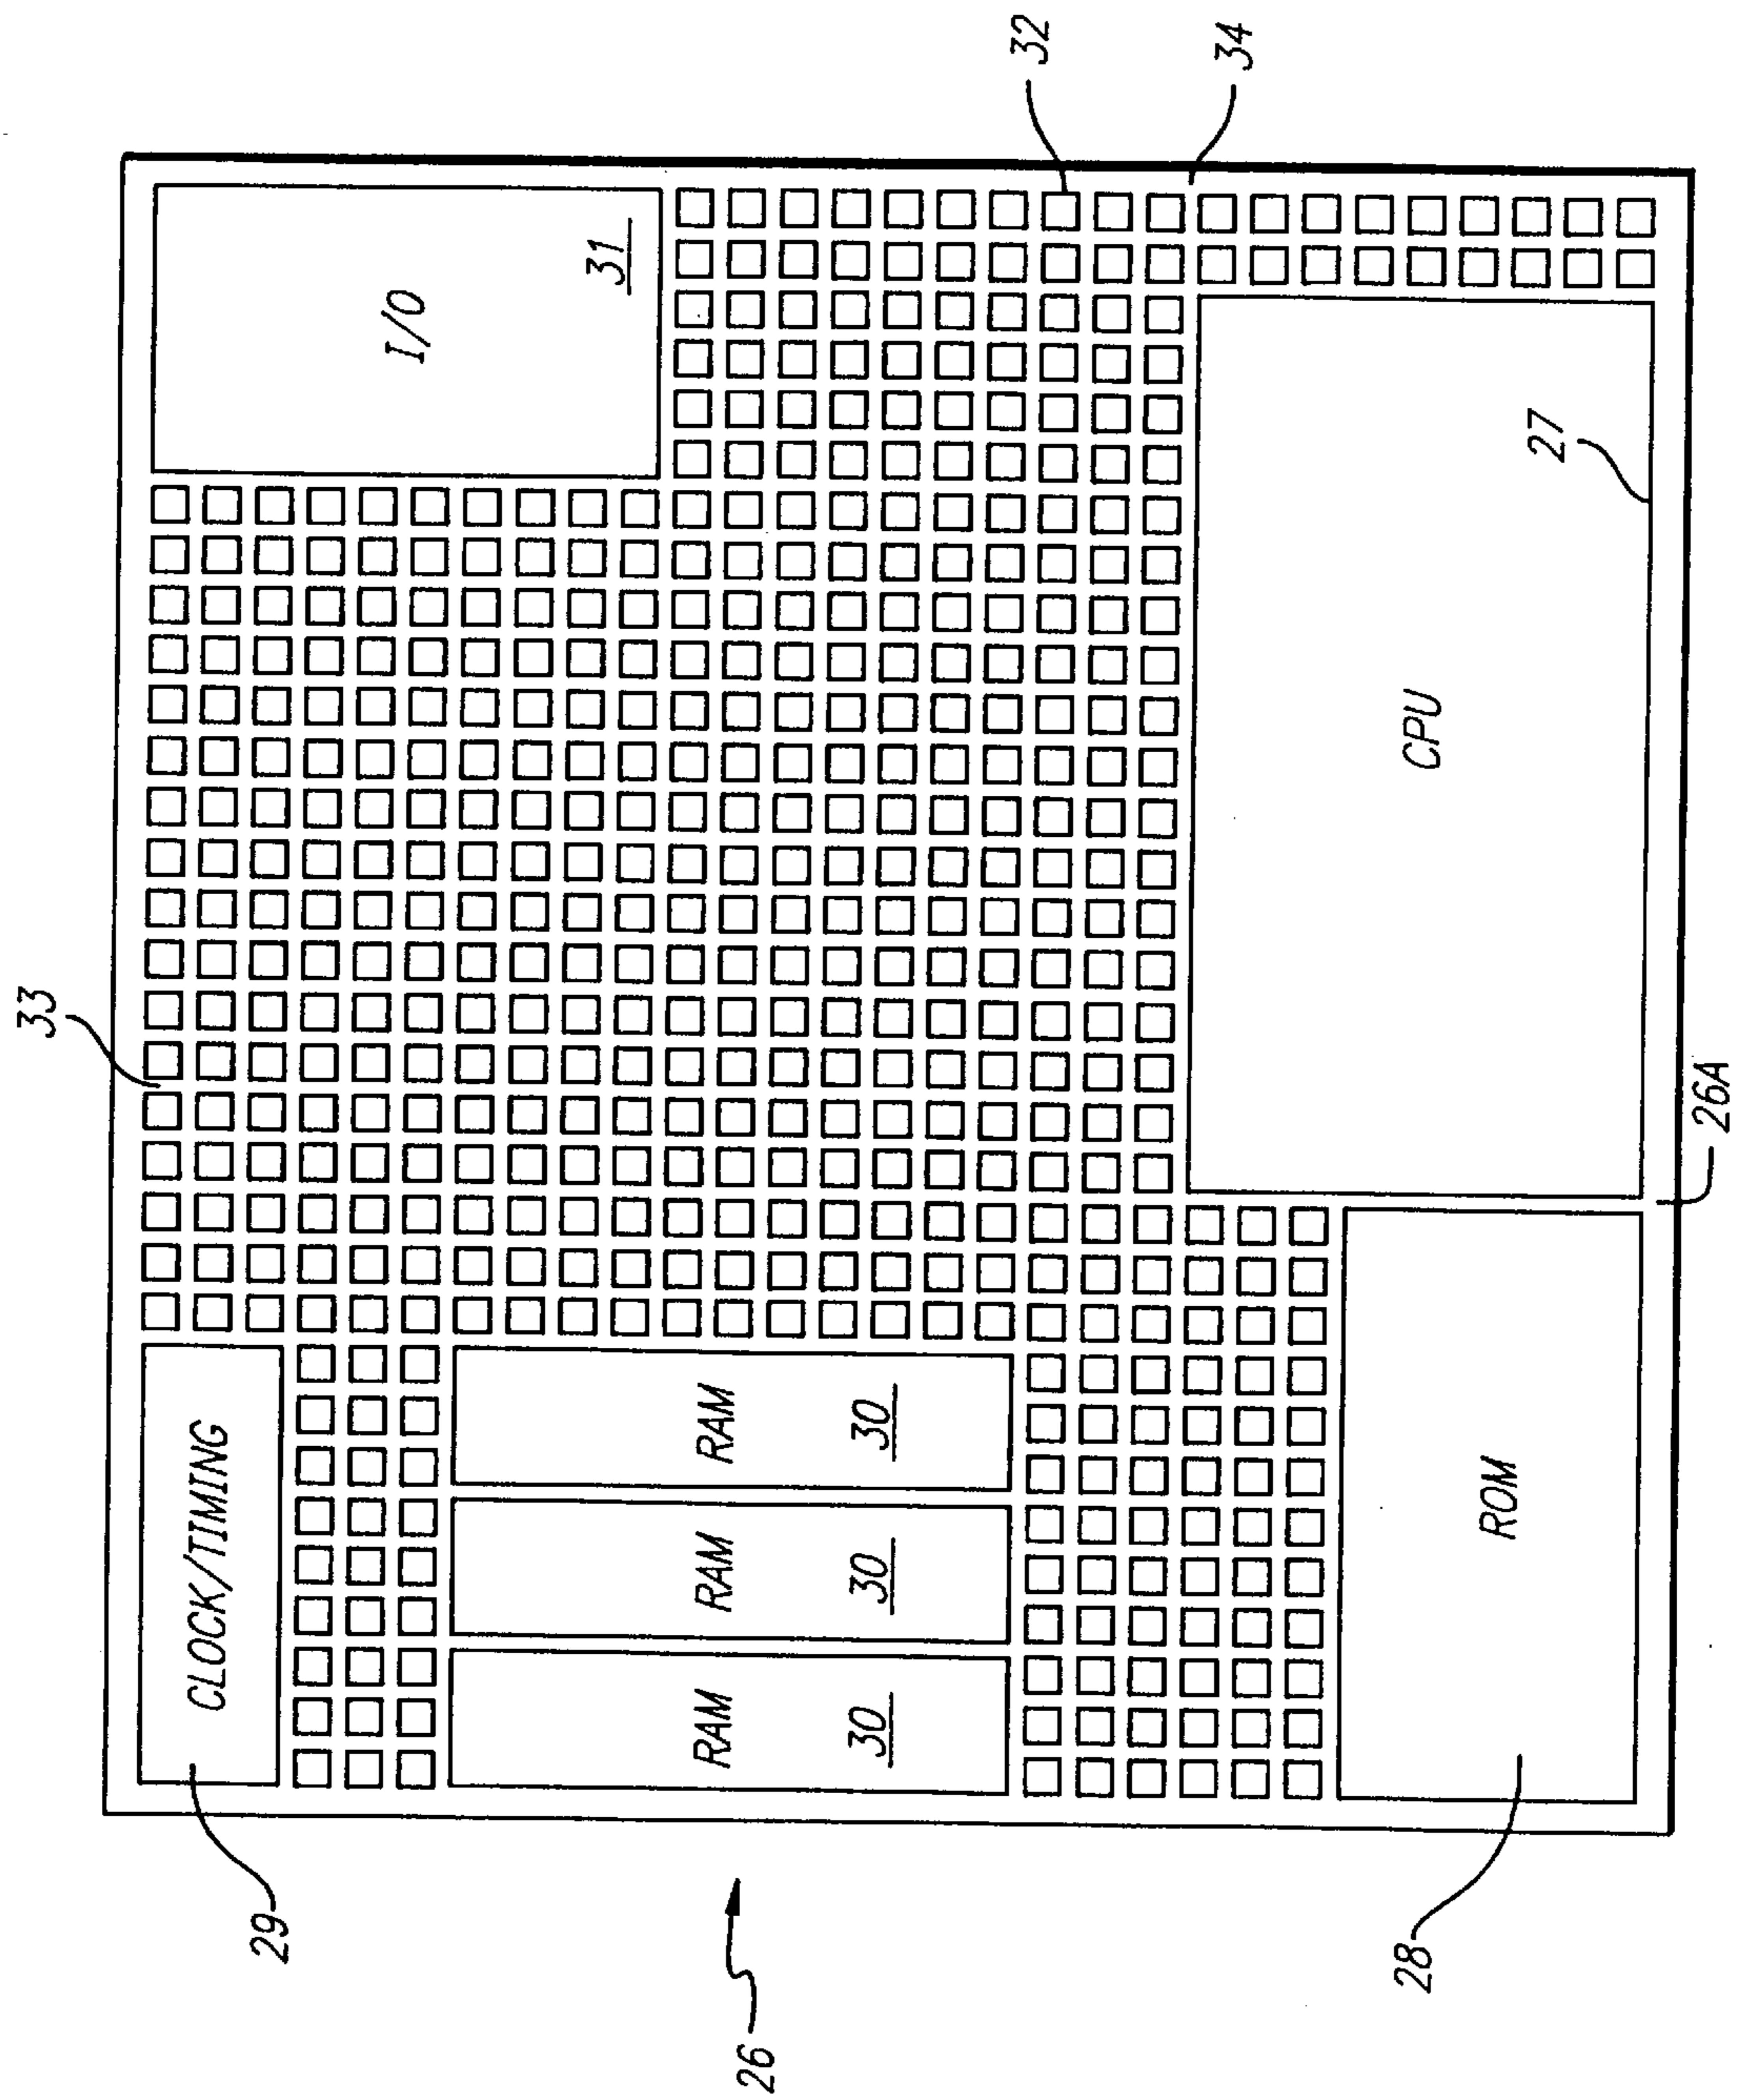 33
CLOCK/TIMING
29
I/O
31
RAM RAM RAM
26
30 30 30
32
34
28
CPU
ROM
27
26A